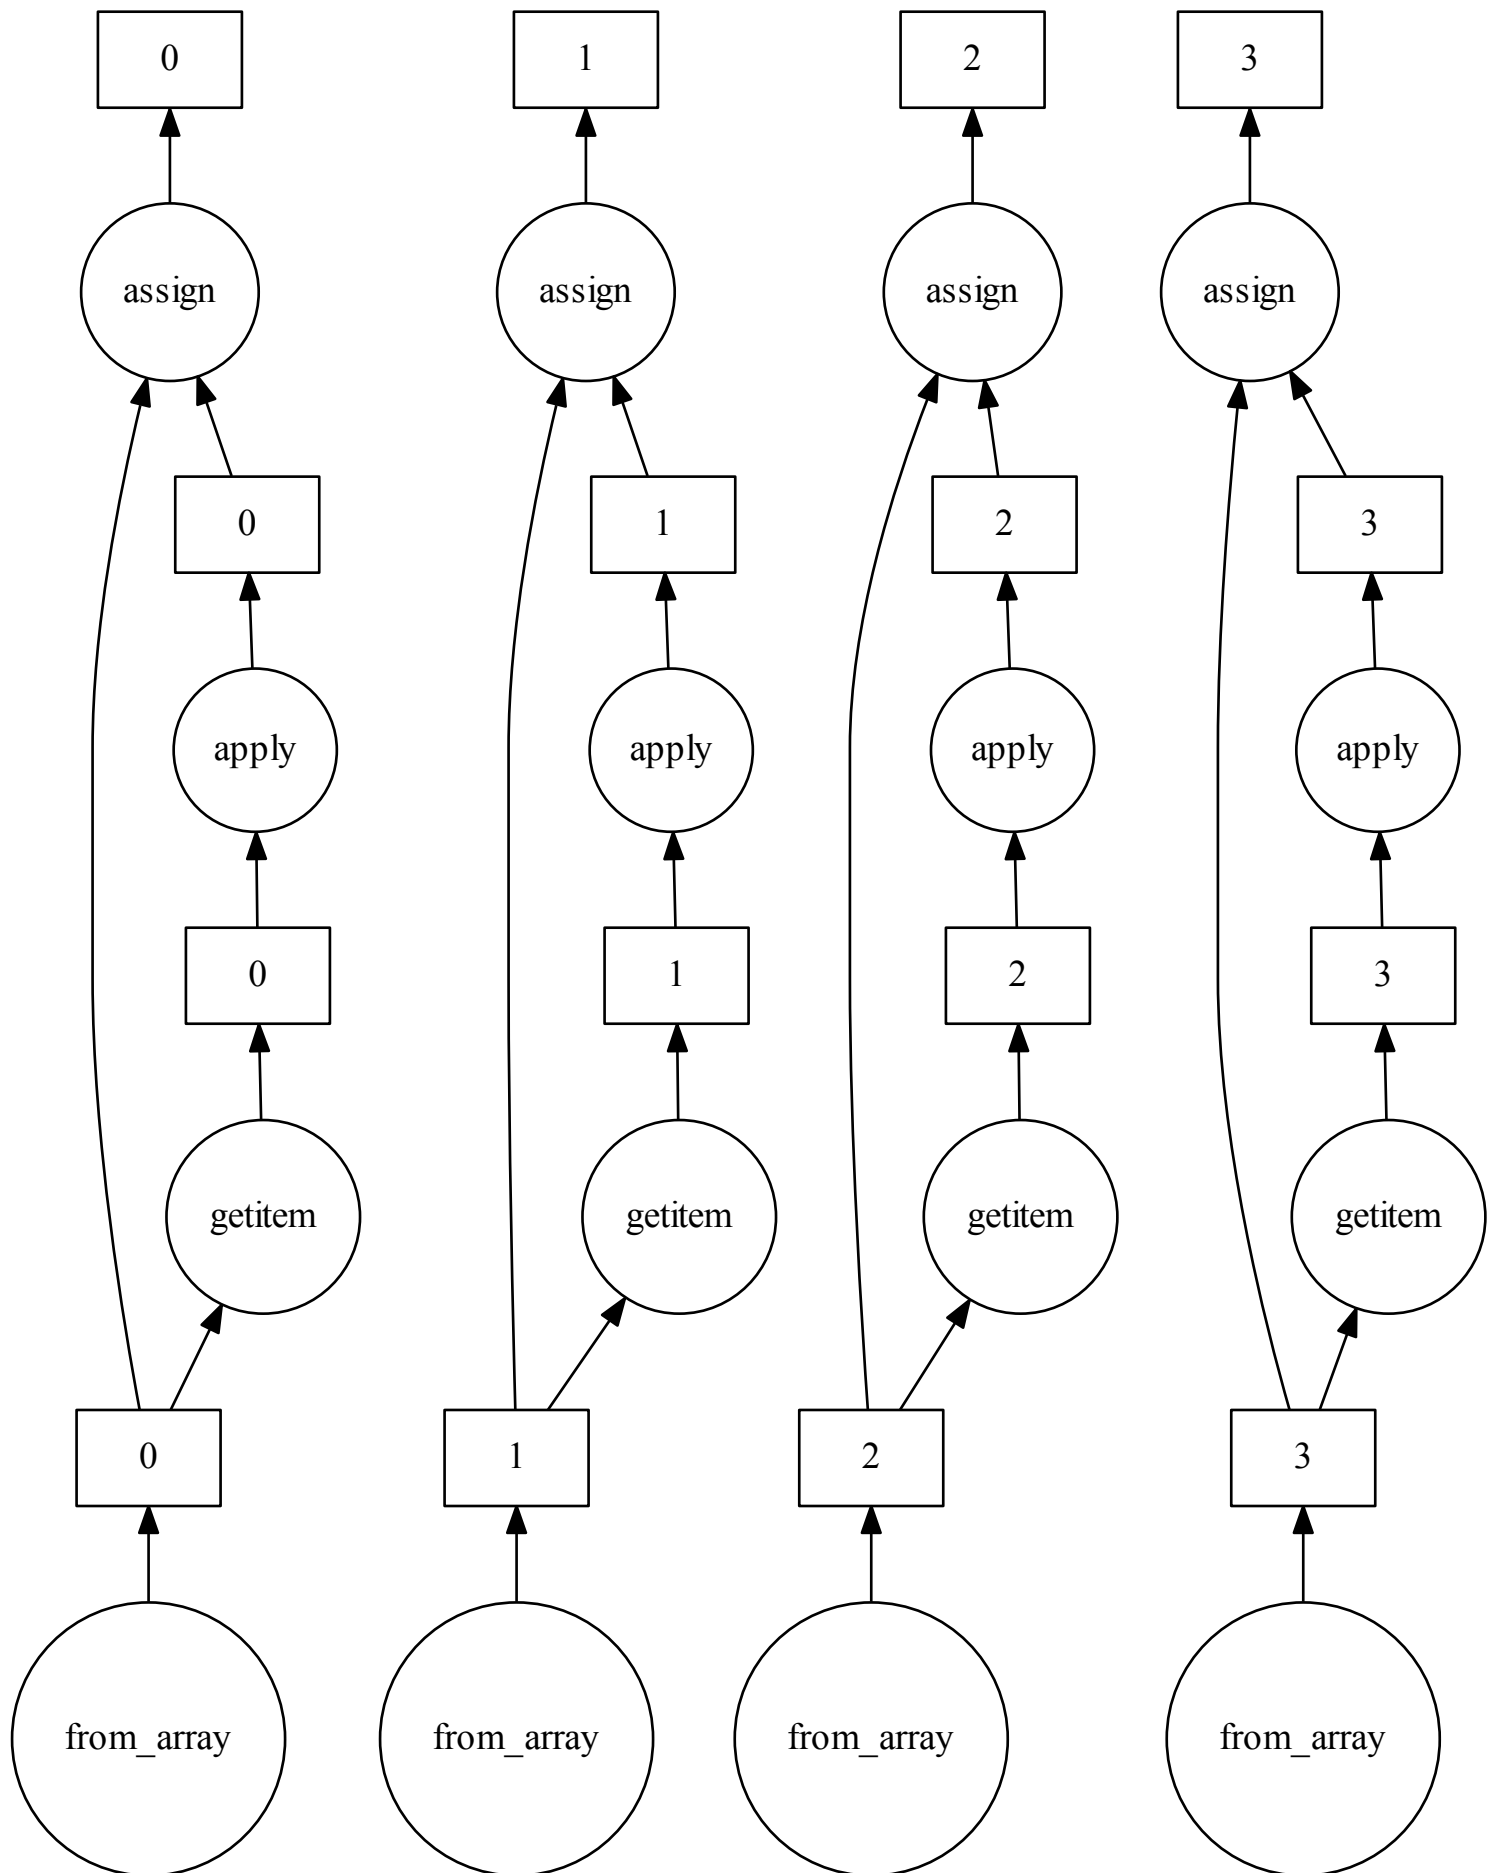 0 1 2 3
assign assign assign assign
0 1 2 3
apply apply apply apply
0 1 2 3
getitem getitem getitem getitem
0 1 2 3
from_array from_array from_array from_array